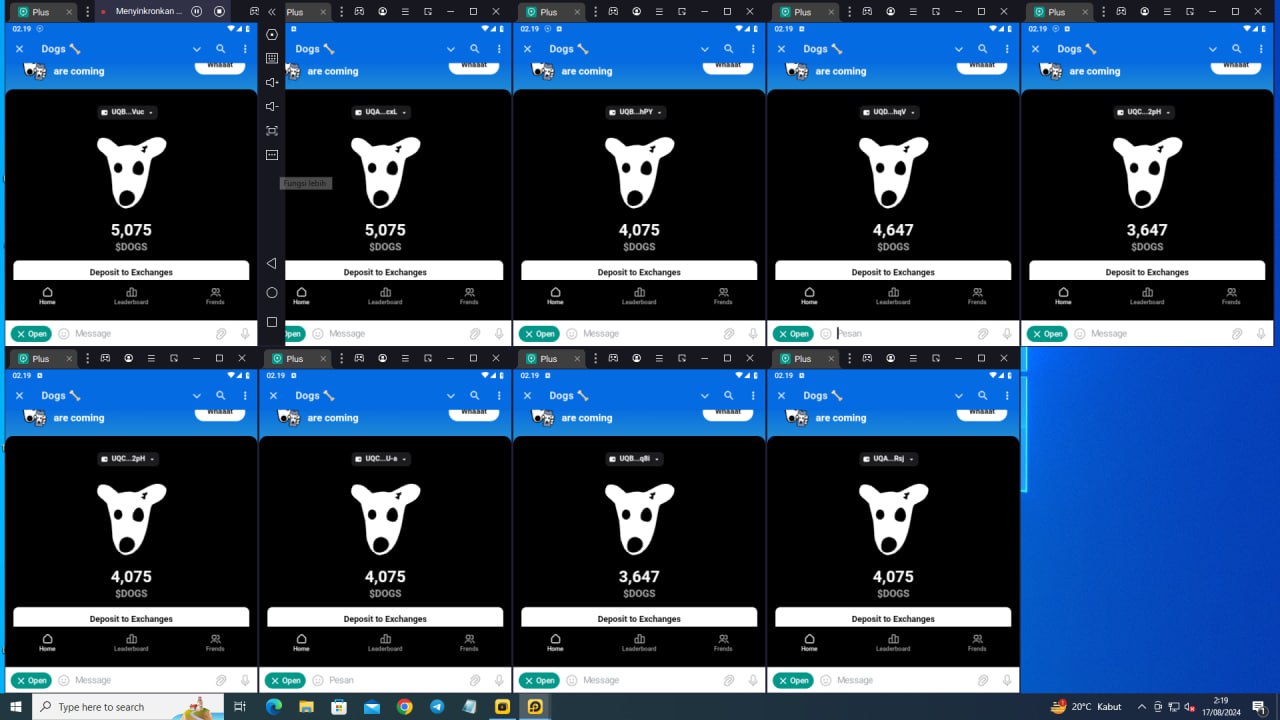 Plus
Menyinkronkan ...
Plus
Plus
Plus
Plus
02.19
02.19
02.19
02.19
Dogs
Dogs
Dogs
Dogs
Dogs
are coming
Whaaat
are coming
Whaaat
are coming
Whaaat
are coming
Whaaat
are coming
Whaaat
UQB...Vuc
UQA...cxL
UQB...hPY
UQD...hqV
UQC...2pH
Fungsi lebih
5,075
5,075
4,075
4,647
3,647
$DOGS
$DOGS
$DOGS
$DOGS
$DOGS
Deposit to Exchanges
Deposit to Exchanges
Deposit to Exchanges
Deposit to Exchanges
Deposit to Exchanges
Home
Leaderboard
Frends
Home
Leaderboard
Frends
Home
Leaderboard
Frends
Home
Leaderboard
Frends
Home
Leaderboard
Frends
Open
Message
Open
Message
Open
Message
Open
Pesan
Open
Message
Plus
Plus
Plus
Plus
02.19
02.19
02.19
02.19
Dogs
Dogs
Dogs
Dogs
are coming
Whaaat
are coming
Whaaat
are coming
Whaaat
are coming
Whaaat
UQC...2pH
UQC...U-a
UQB...q8i
UQA...Rsj
4,075
4,075
3,647
4,075
$DOGS
$DOGS
$DOGS
$DOGS
Deposit to Exchanges
Deposit to Exchanges
Deposit to Exchanges
Deposit to Exchanges
Home
Leaderboard
Frends
Home
Leaderboard
Frends
Home
Leaderboard
Frends
Home
Leaderboard
Frends
Open
Message
Open
Pesan
Open
Message
Open
Message
Type here to search
20°C Kabut
2:19
17/08/2024